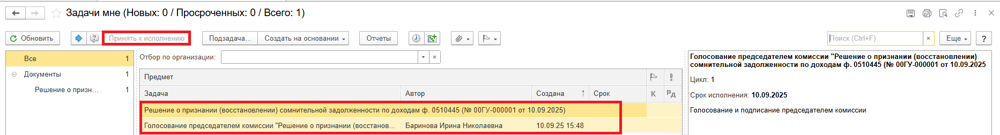 Задачи мне (Новых: 0 / Просроченных: 0 / Всего: 1)
Обновить
Принять к исполнению
Подзадача...
Создать на основании
Отчеты
Поиск (Ctrl+F)
×
Еще
?
Все 1
Документы 1
Решение о призн... 1
Отбор по организации:
×
Предмет
Задача Автор Создана ↑ Срок К Рд
Решение о признании (восстановлении) сомнительной задолженности по доходам ф. 0510445 (№ 00ГУ-000001 от 10.09.2025)
Голосование председателем комиссии "Решение о признании (восстанов... Баринова Ирина Николаевна 10.09.25 15:48
Голосование председателем комиссии "Решение о признании (восстановлении)
сомнительной задолженности по доходам ф. 0510445 (№ 00ГУ-000001 от 10.09.2025
Цикл: 1
Срок исполнения: 10.09.2025
Голосование и подписание председателем комиссии